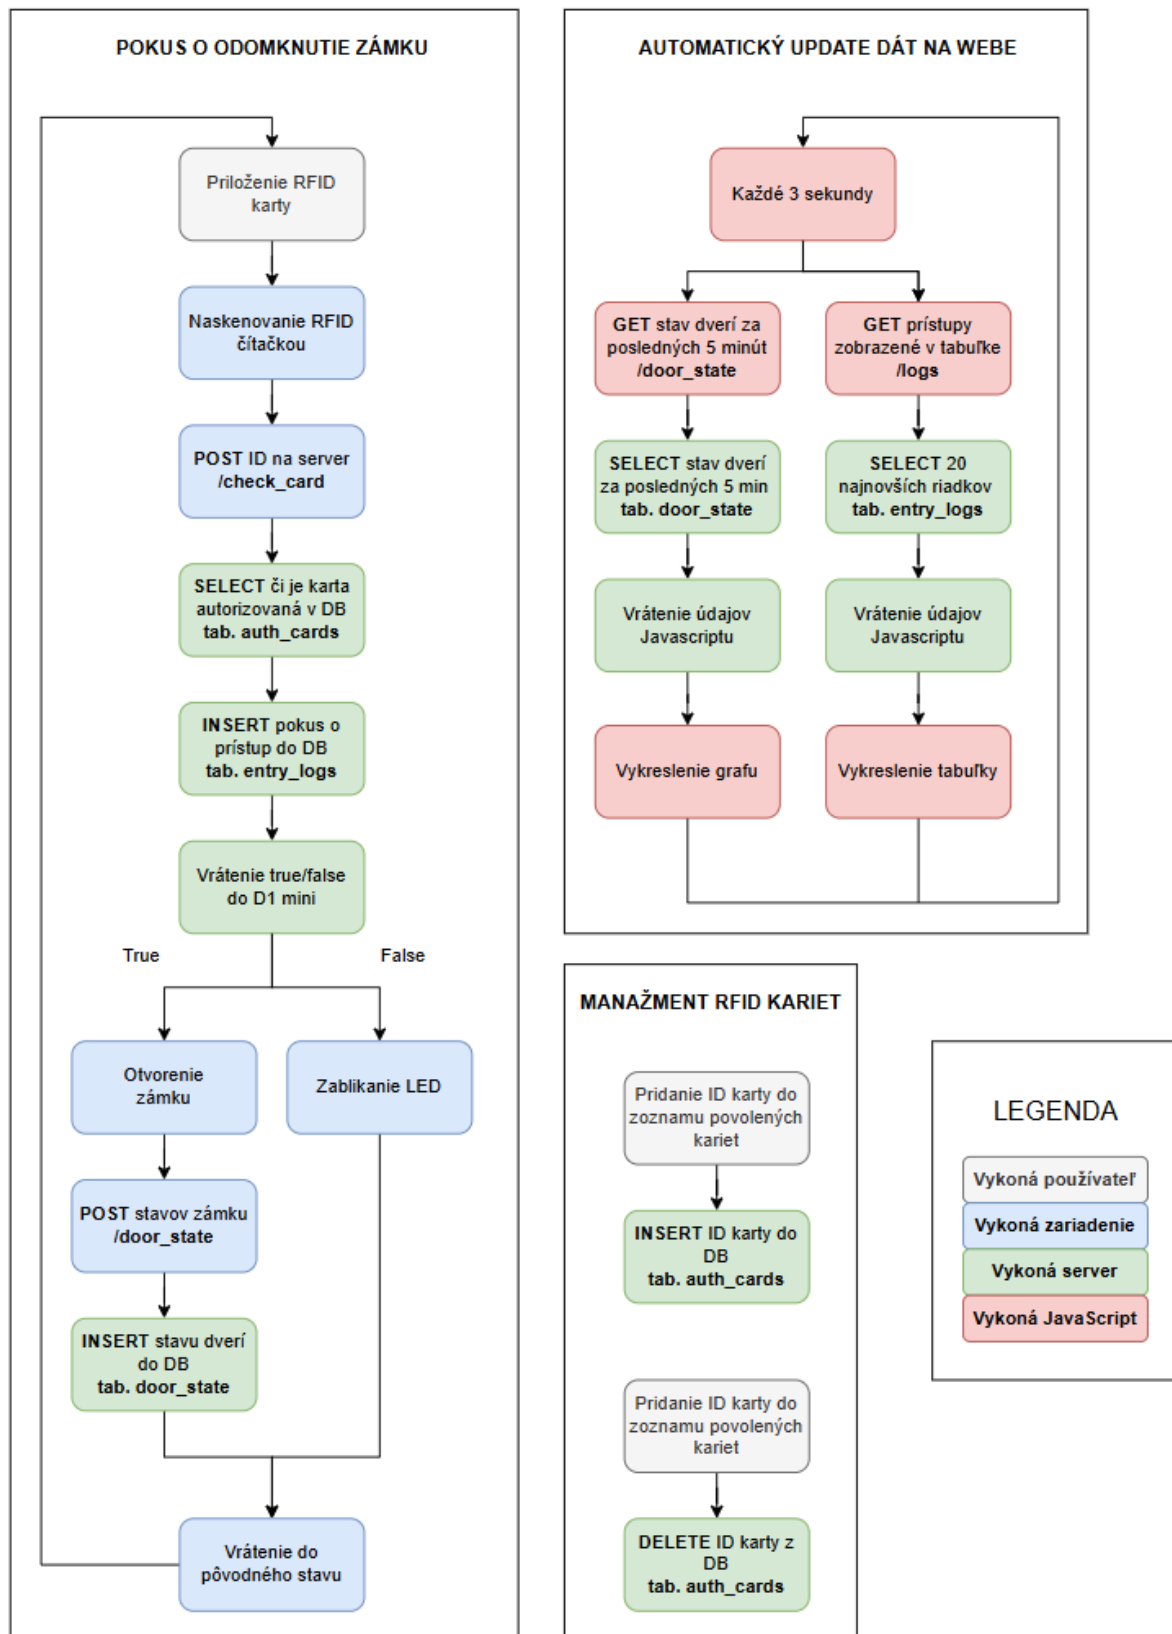 POKUS O ODOMKNUTIE ZÁMKU
Priloženie RFID
karty
Naskenovanie RFID
čítačkou
POST ID na server
/check_card
SELECT či je karta
autorizovaná v DB
tab. auth_cards
INSERT pokus o
prístup do DB
tab. entry_logs
Vrátenie true/false
do D1 mini
True
False
Otvorenie
zámku
Zablikanie LED
POST stavov zámku
/door_state
INSERT stavu dverí
do DB
tab. door_state
Vrátenie do
pôvodného stavu
AUTOMATICKÝ UPDATE DÁT NA WEBE
Každé 3 sekundy
GET stav dverí za
posledných 5 minút
/door_state
GET prístupy
zobrazené v tabuľke
/logs
SELECT stav dverí
za posledných 5 min
tab. door_state
SELECT 20
najnovších riadkov
tab. entry_logs
Vrátenie údajov
Javascriptu
Vrátenie údajov
Javascriptu
Vykreslenie grafu
Vykreslenie tabuľky
MANAŽMENT RFID KARIET
Pridanie ID karty do
zoznamu povolených
kariet
INSERT ID karty do
DB
tab. auth_cards
Pridanie ID karty do
zoznamu povolených
kariet
DELETE ID karty z
DB
tab. auth_cards
LEGENDA
Vykoná používateľ
Vykoná zariadenie
Vykoná server
Vykoná JavaScript